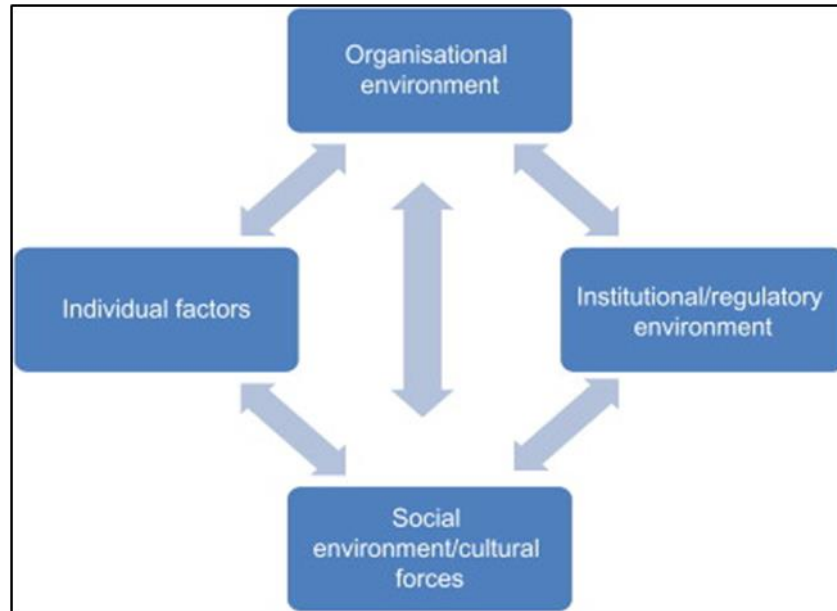 Organisational
environment
Individual factors
Institutional/regulatory
environment
Social
environment/cultural
forces